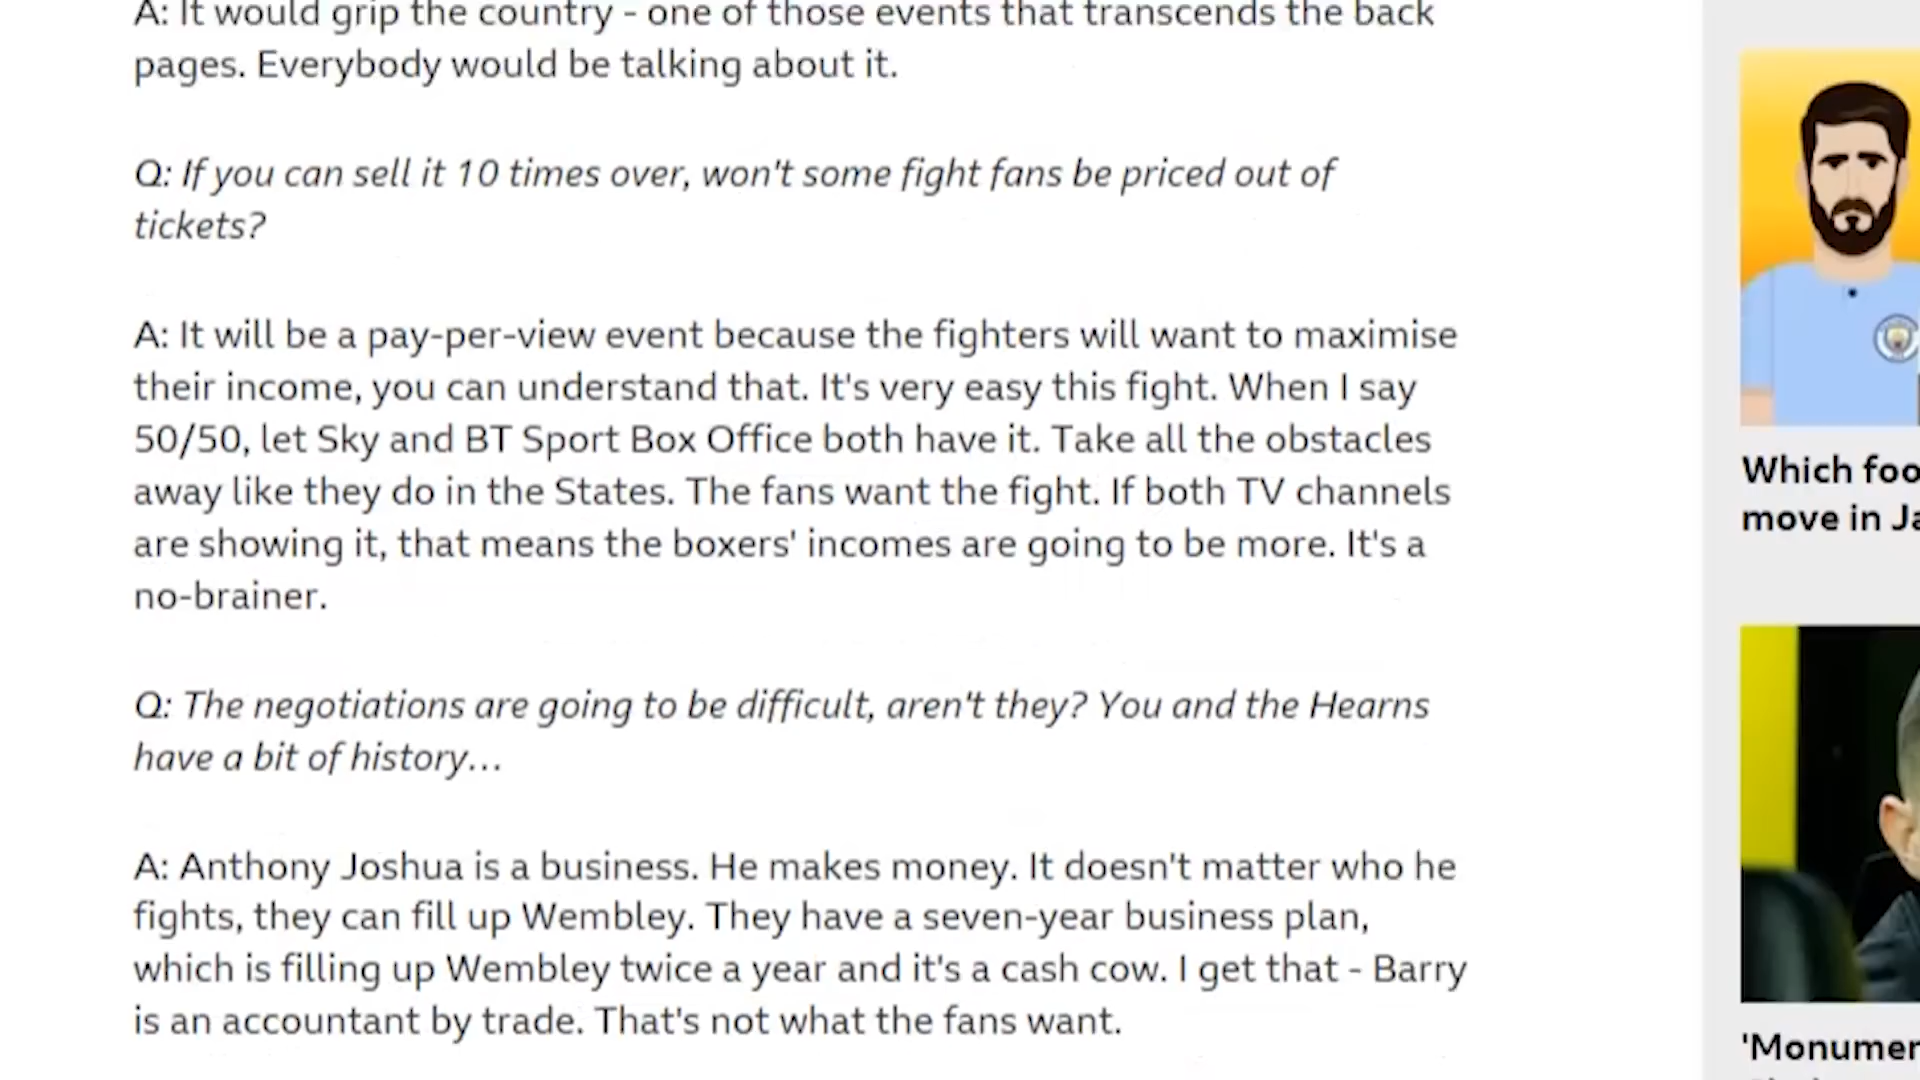 A: It would grip the country - one of those events that transcends the back
pages. Everybody would be talking about it.
Q: If you can sell it 10 times over, won't some fight fans be priced out of
tickets?
A: It will be a pay-per-view event because the fighters will want to maximise
their income, you can understand that. It's very easy this fight. When I say
50/50, let Sky and BT Sport Box Office both have it. Take all the obstacles
away like they do in the States. The fans want the fight. If both TV channels
are showing it, that means the boxers' incomes are going to be more. It's a
no-brainer.
Q: The negotiations are going to be difficult, aren't they? You and the Hearns
have a bit of history...
A: Anthony Joshua is a business. He makes money. It doesn't matter who he
fights, they can fill up Wembley. They have a seven-year business plan,
which is filling up Wembley twice a year and it's a cash cow. I get that - Barry
is an accountant by trade. That's not what the fans want.
Which foo
move in Ja
'Monumen